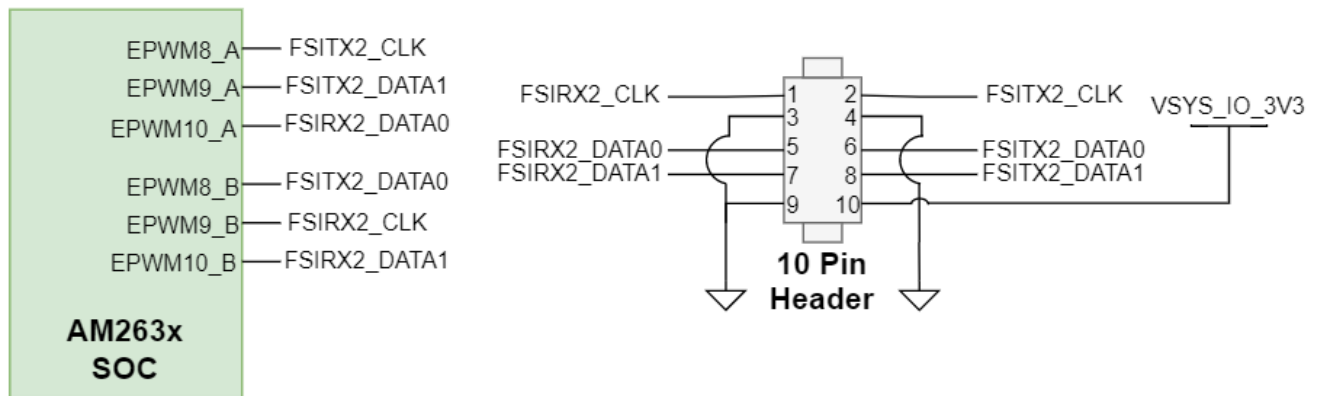 EPWM8_A FSITX2_CLK
EPWM9_A FSITX2_DATA1
EPWM10_A FSIRX2_DATA0
EPWM8_B FSITX2_DATA0
EPWM9_B FSIRX2_CLK
EPWM10_B FSIRX2_DATA1
AM263x
SOC
FSIRX2_CLK 1 2 FSITX2_CLK
3 4
FSIRX2_DATA0 5 6 FSITX2_DATA0
FSIRX2_DATA1 7 8 FSITX2_DATA1
9 10
VSYS_IO_3V3
10 Pin
Header